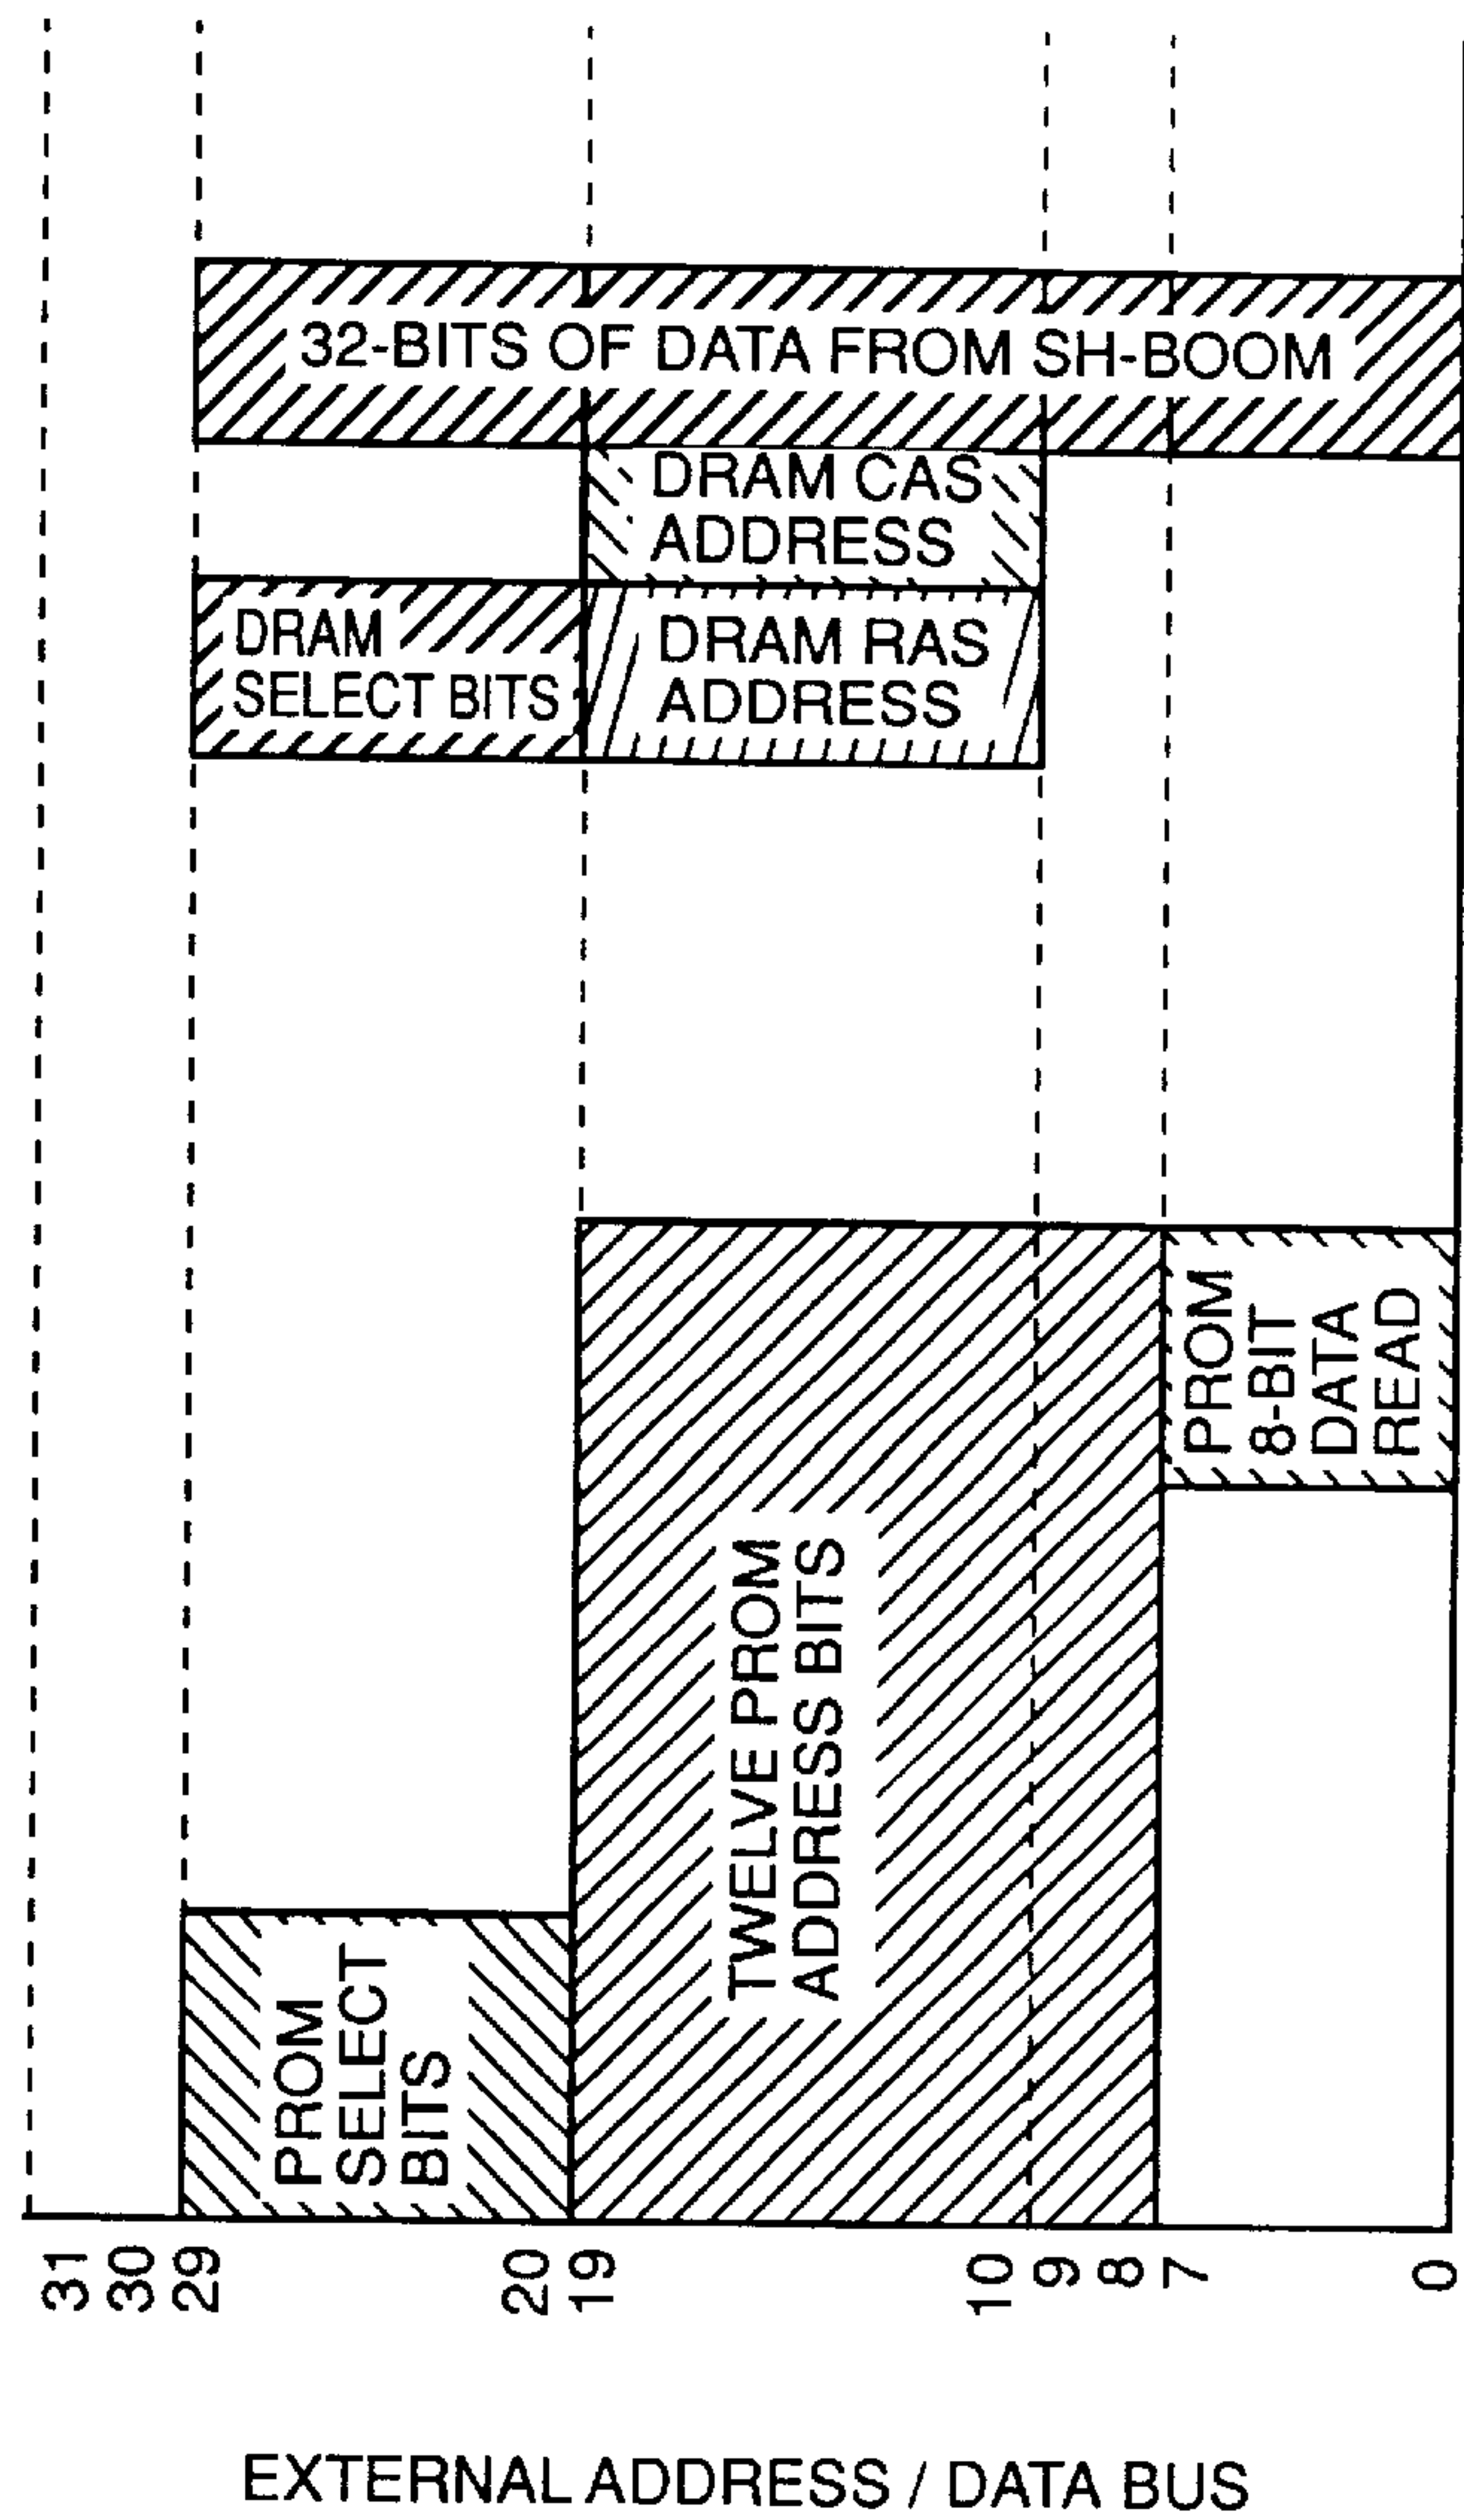 32-BITS OF DATA FROM SH-BOOM
DRAM CAS
ADDRESS
DRAM
SELECT BITS
DRAM RAS
ADDRESS
PROM
8-BIT
DATA
READ
TWELVE PROM
ADDRESS BITS
PROM
SELECT
BITS
31
30
29
20
19
10
9
8
7
0
EXTERNAL ADDRESS / DATA BUS